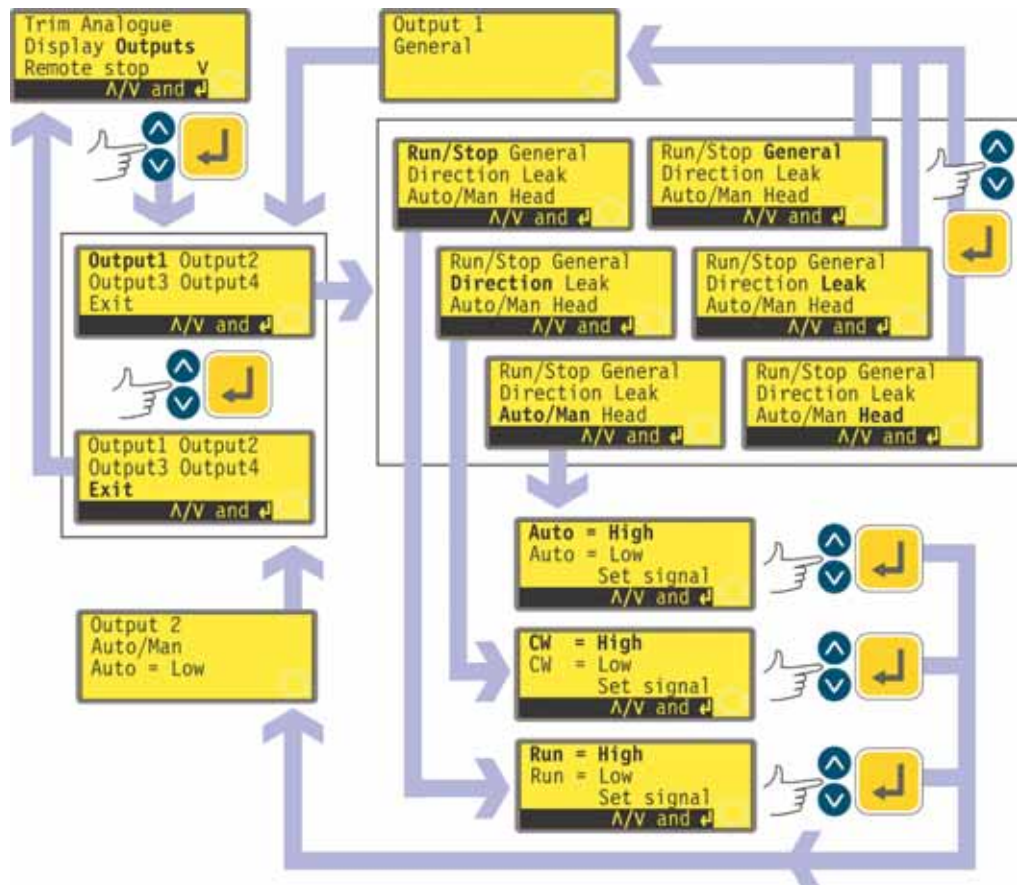 Trim Analogue
Display Outputs
Remote stop V
Λ/V and ↵
Output 1
General
Run/Stop General
Direction Leak
Auto/Man Head
Λ/V and ↵
Run/Stop General
Direction Leak
Auto/Man Head
Λ/V and ↵
Output1 Output2
Output3 Output4
Exit
Λ/V and ↵
Run/Stop General
Direction Leak
Auto/Man Head
Λ/V and ↵
Run/Stop General
Direction Leak
Auto/Man Head
Λ/V and ↵
Run/Stop General
Direction Leak
Auto/Man Head
Λ/V and ↵
Run/Stop General
Direction Leak
Auto/Man Head
Λ/V and ↵
Output1 Output2
Output3 Output4
Exit
Λ/V and ↵
Auto = High
Auto = Low
Set signal
Λ/V and ↵
Output 2
Auto/Man
Auto = Low
CW = High
CW = Low
Set signal
Λ/V and ↵
Run = High
Run = Low
Set signal
Λ/V and ↵